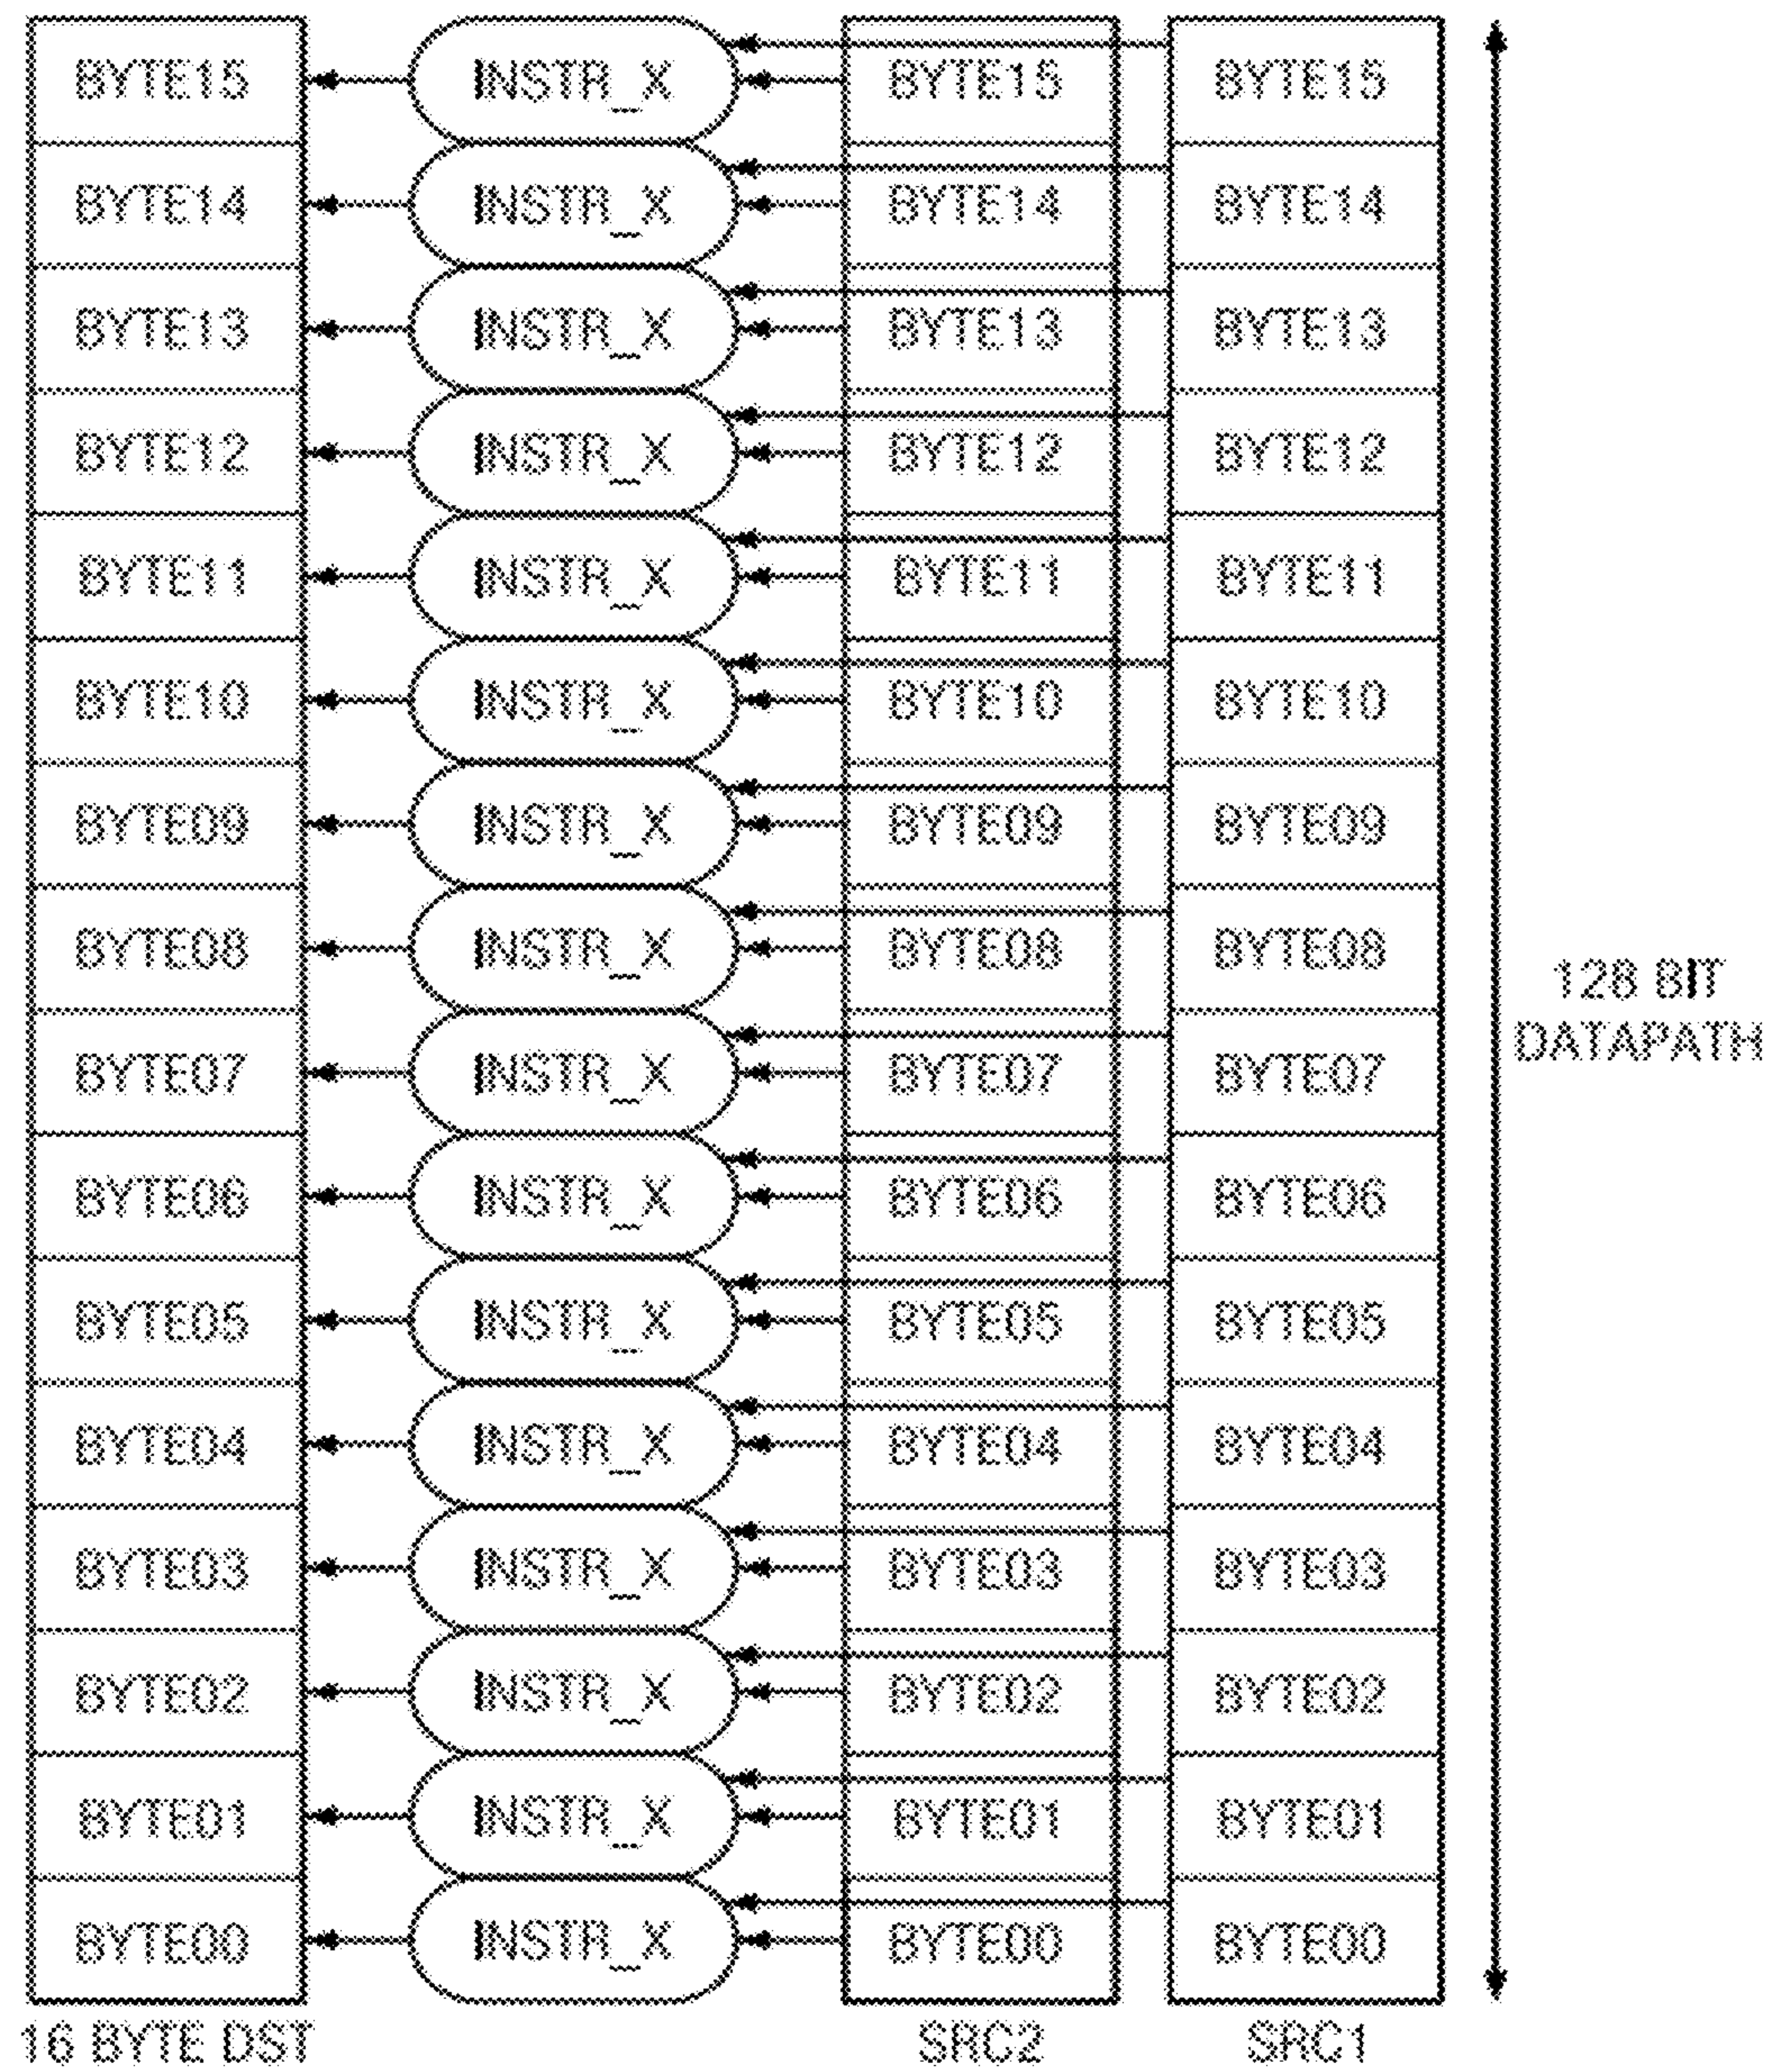 BYTE15 INSTR_X BYTE15 BYTE15
BYTE14 INSTR_X BYTE14 BYTE14
BYTE13 INSTR_X BYTE13 BYTE13
BYTE12 INSTR_X BYTE12 BYTE12
BYTE11 INSTR_X BYTE11 BYTE11
BYTE10 INSTR_X BYTE10 BYTE10
BYTE09 INSTR_X BYTE09 BYTE09
BYTE08 INSTR_X BYTE08 BYTE08
128 BIT
DATAPATH
BYTE07 INSTR_X BYTE07 BYTE07
BYTE06 INSTR_X BYTE06 BYTE06
BYTE05 INSTR_X BYTE05 BYTE05
BYTE04 INSTR_X BYTE04 BYTE04
BYTE03 INSTR_X BYTE03 BYTE03
BYTE02 INSTR_X BYTE02 BYTE02
BYTE01 INSTR_X BYTE01 BYTE01
BYTE00 INSTR_X BYTE00 BYTE00
16 BYTE DST SRC2 SRC1